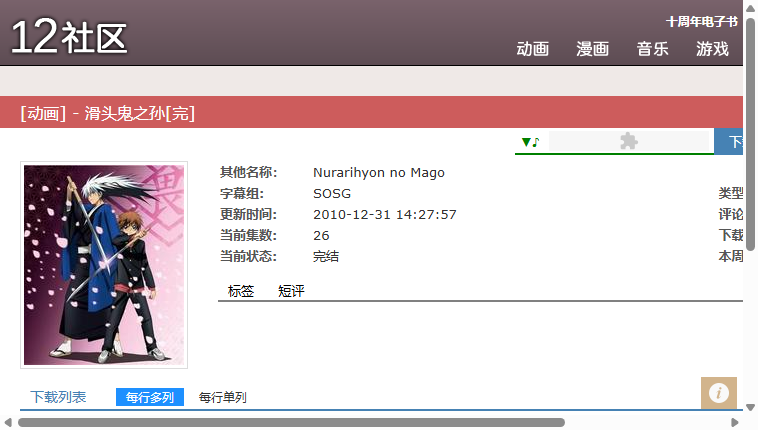 十周年电子书
12社区
动画 漫画 音乐 游戏
[动画] - 滑头鬼之孙[完]
▼♪
其他名称: Nurarihyon no Mago
字幕组: SOSG 类型
更新时间: 2010-12-31 14:27:57 评论
当前集数: 26 下载
当前状态: 完结 本周
标签 短评
下载列表 每行多列 每行单列